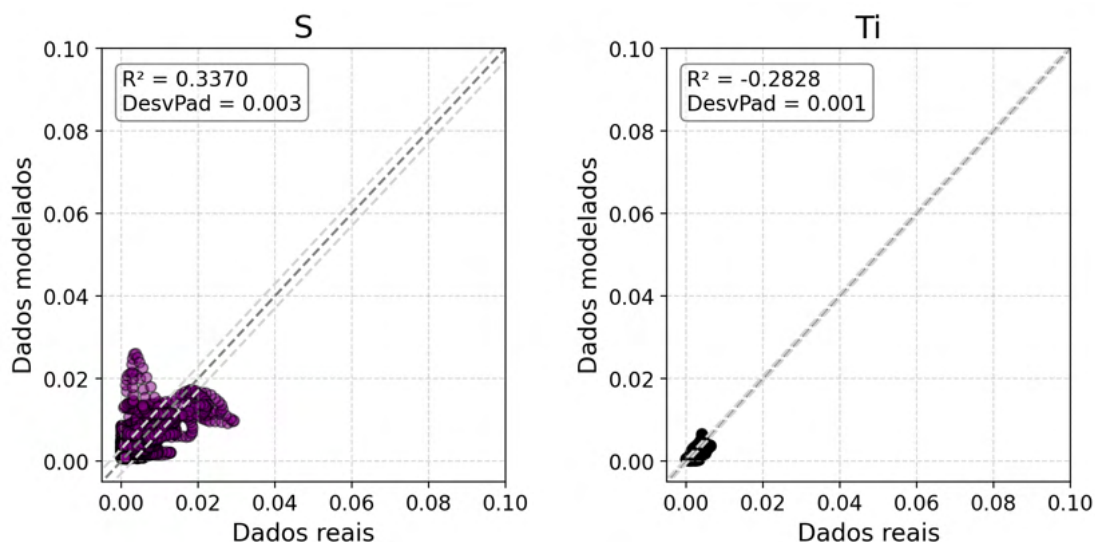 S
R² = 0.3370
DesvPad = 0.003
Dados modelados
0.10
0.08
0.06
0.04
0.02
0.00
0.00 0.02 0.04 0.06 0.08 0.10
Dados reais
Ti
R² = -0.2828
DesvPad = 0.001
Dados modelados
0.10
0.08
0.06
0.04
0.02
0.00
0.00 0.02 0.04 0.06 0.08 0.10
Dados reais